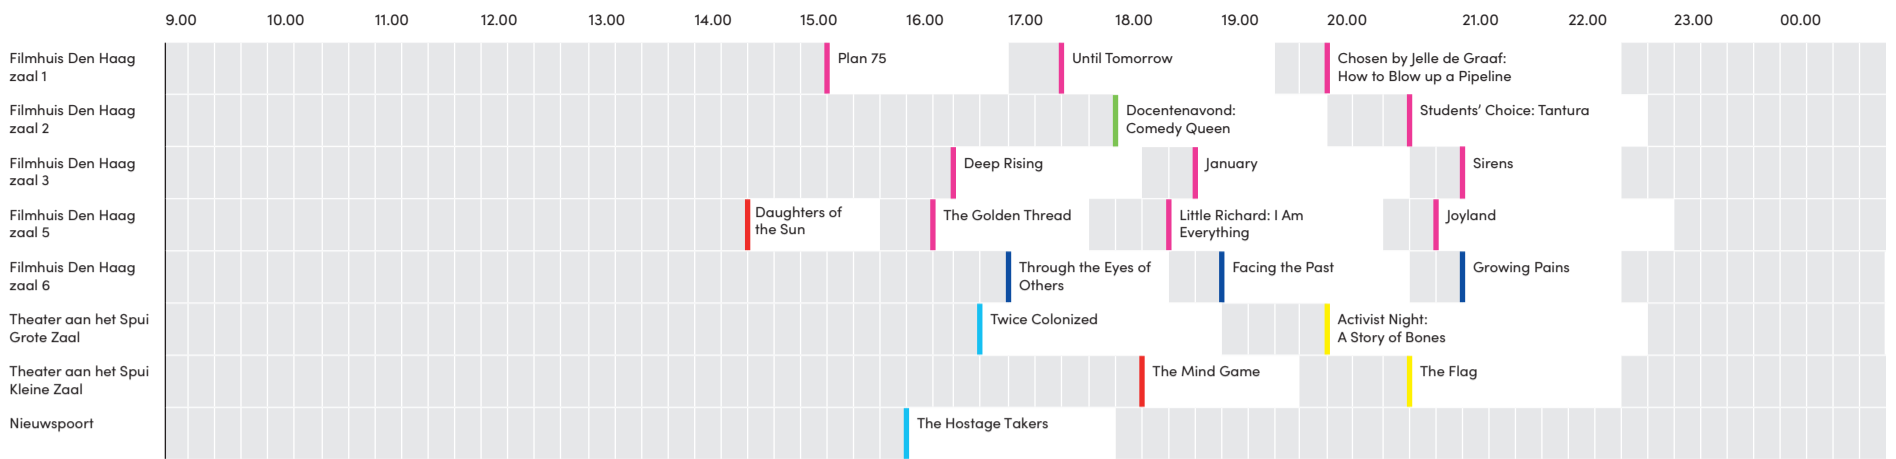 9.00 10.00 11.00 12.00 13.00 14.00 15.00 16.00 17.00 18.00 19.00 20.00 21.00 22.00 23.00 00.00
Filmhuis Den Haag
zaal 1
Plan 75
Until Tomorrow
Chosen by Jelle de Graaf:
How to Blow up a Pipeline
Filmhuis Den Haag
zaal 2
Docentenavond:
Comedy Queen
Students’ Choice: Tantura
Filmhuis Den Haag
zaal 3
Deep Rising
January
Sirens
Filmhuis Den Haag
zaal 5
Daughters of
the Sun
The Golden Thread
Little Richard: I Am
Everything
Joyland
Filmhuis Den Haag
zaal 6
Through the Eyes of
Others
Facing the Past
Growing Pains
Theater aan het Spui
Grote Zaal
Twice Colonized
Activist Night:
A Story of Bones
Theater aan het Spui
Kleine Zaal
The Mind Game
The Flag
Nieuwspoort
The Hostage Takers